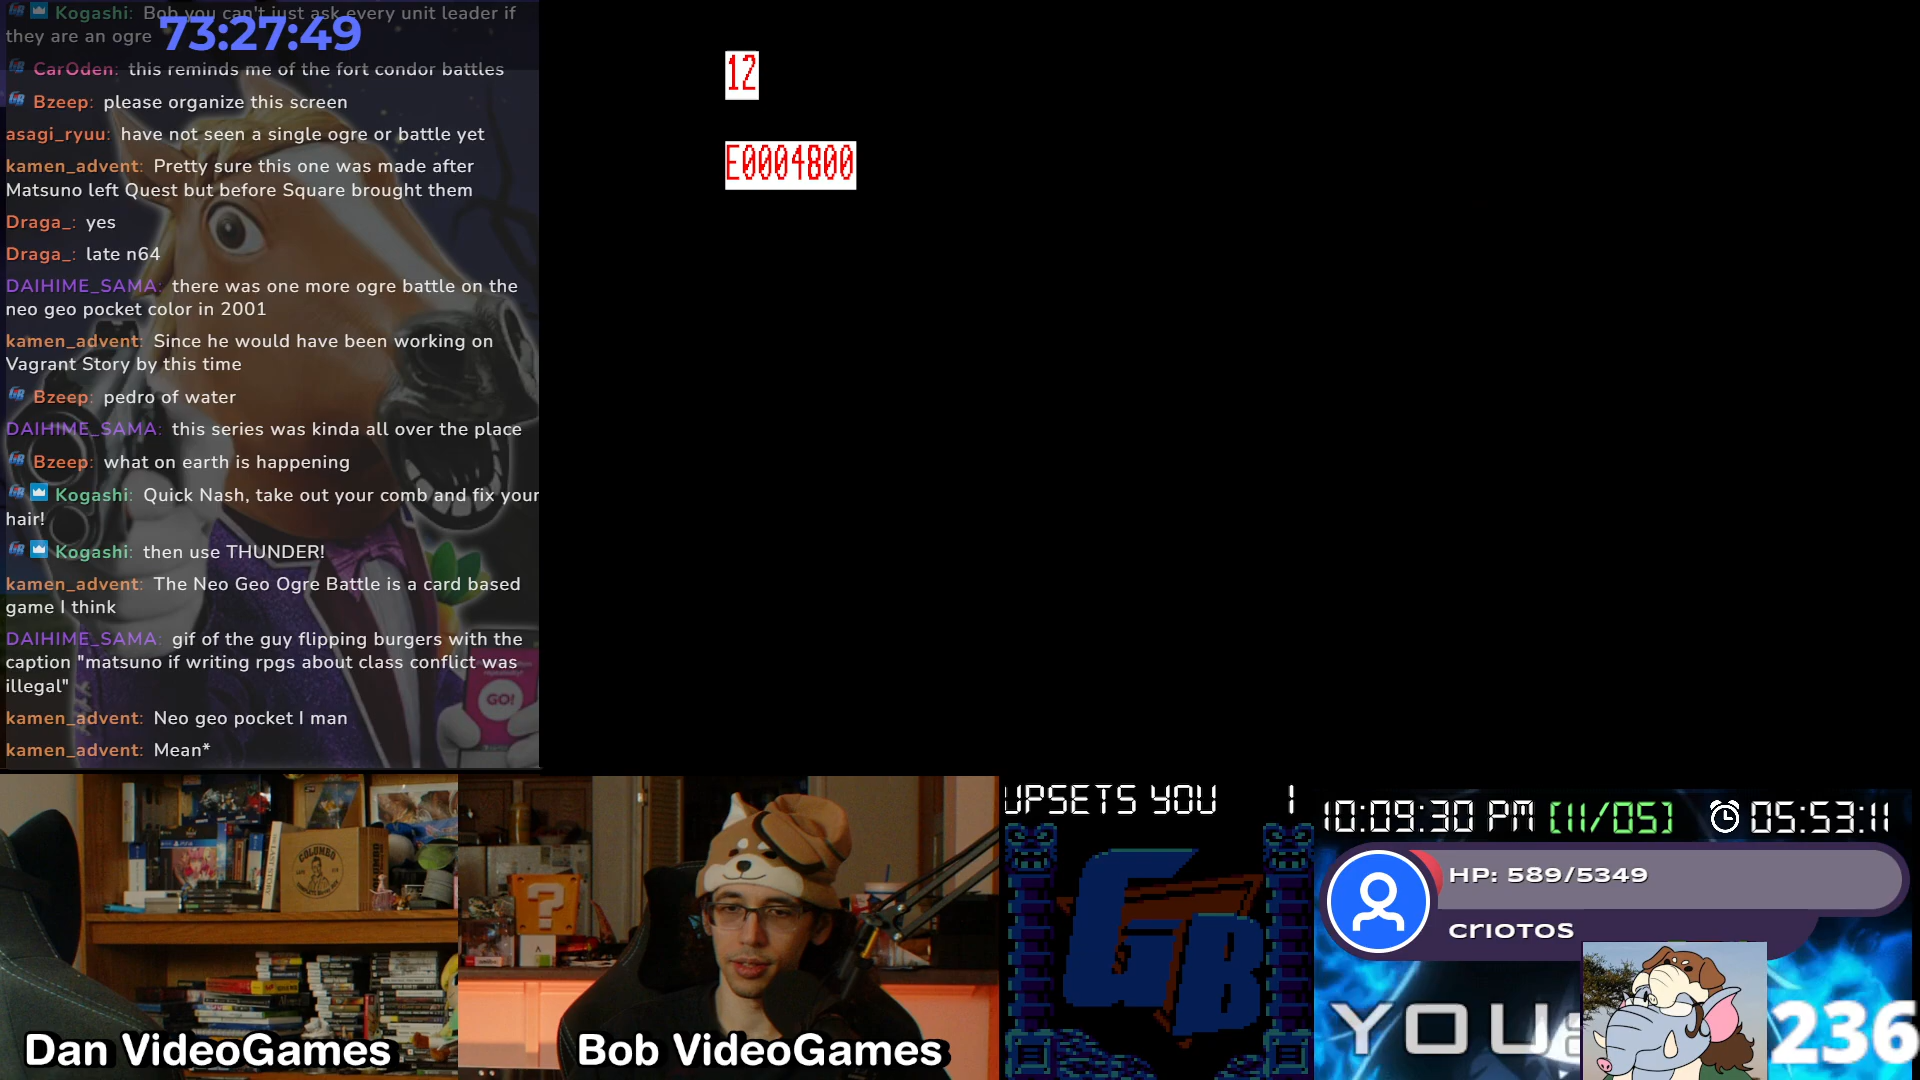 Kogashi: Bob you can't just ask every unit leader if
they are an ogre
73:27:49
CarOden: this reminds me of the fort condor battles
Bzeep: please organize this screen
asagi_ryuu: have not seen a single ogre or battle yet
kamen_advent: Pretty sure this one was made after
Matsuno left Quest but before Square brought them
Draga_: yes
Draga_: late n64
DAIHIME_SAMA: there was one more ogre battle on the
neo geo pocket color in 2001
kamen_advent: Since he would have been working on
Vagrant Story by this time
Bzeep: pedro of water
DAIHIME_SAMA: this series was kinda all over the place
Bzeep: what on earth is happening
Kogashi: Quick Nash, take out your comb and fix your
hair!
Kogashi: then use THUNDER!
kamen_advent: The Neo Geo Ogre Battle is a card based
game I think
DAIHIME_SAMA: gif of the guy flipping burgers with the
caption "matsuno if writing rpgs about class conflict was
illegal"
GO!
kamen_advent: Neo geo pocket I man
kamen_advent: Mean*
12
E0004800
COLUMBO
Dan VideoGames
?
Bob VideoGames
UPSETS YOU 1
GB
10:09:30 PM [11/05] 05:53:11
HP: 589/5349
CRIOTOS
YOU
236